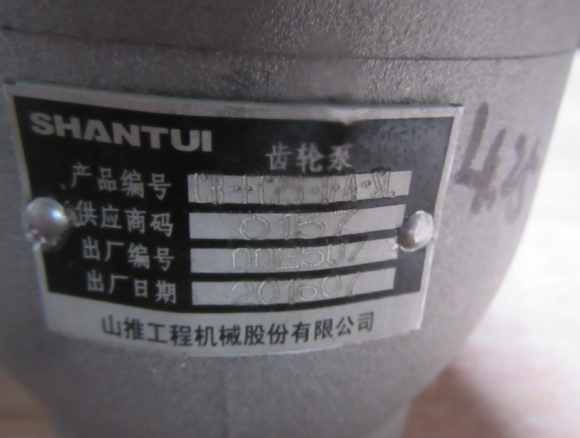 SHANTUI
齿轮泵
产品编号
供应商码 0157
出厂编号
出厂日期 201507
山推工程机械股份有限公司